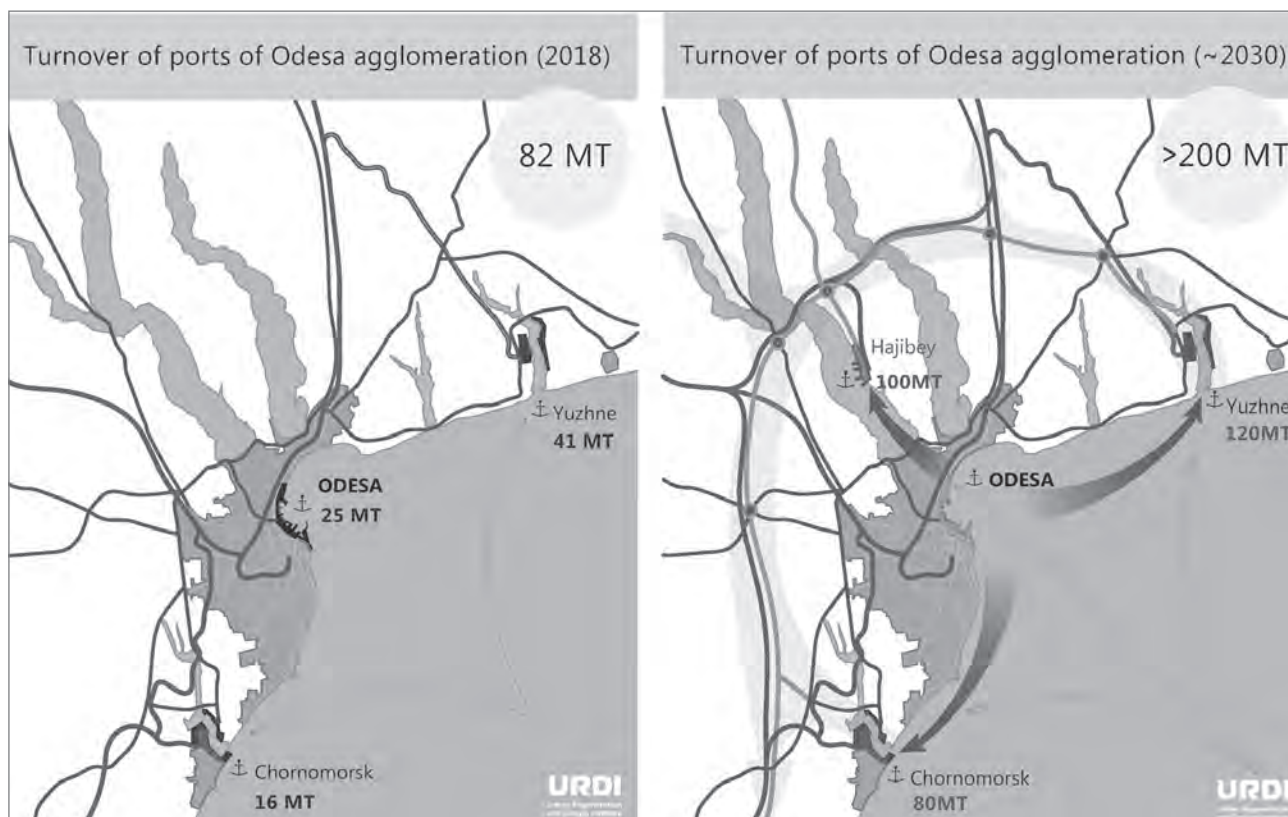 Turnover of ports of Odesa agglomeration (2018)
82 MT
Yuzhne
41 MT
ODESA
25 MT
Chornomorsk
16 MT
URDI
Turnover of ports of Odesa agglomeration (~2030)
>200 MT
Hajibey
100MT
Yuzhne
120MT
ODESA
Chornomorsk
80MT
URDI